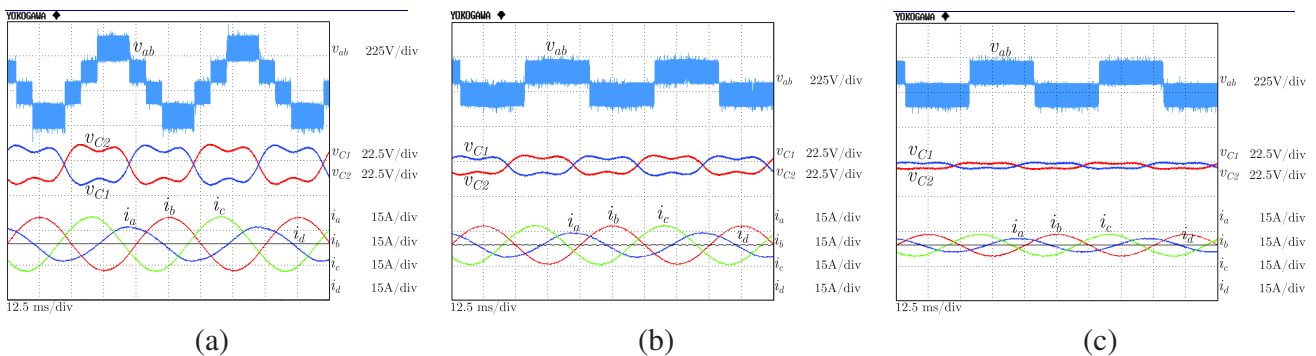 YOKOGAWA ◆
v_ab
v_ab 225V/div
v_C2
v_C1 22.5V/div
v_C2 22.5V/div
v_C1
i_a i_b i_c
i_a 15A/div
i_d
i_b 15A/div
i_c 15A/div
i_d 15A/div
12.5 ms/div
(a)
YOKOGAWA ◆
v_ab
v_ab 225V/div
v_C1
v_C1 22.5V/div
v_C2
v_C2 22.5V/div
i_a i_b i_c
i_a 15A/div
i_d
i_b 15A/div
i_c 15A/div
i_d 15A/div
12.5 ms/div
(b)
YOKOGAWA ◆
v_ab
v_ab 225V/div
v_C1
v_C1 22.5V/div
v_C2
v_C2 22.5V/div
i_a i_b i_c
i_a 15A/div
i_d
i_b 15A/div
i_c 15A/div
i_d 15A/div
12.5 ms/div
(c)